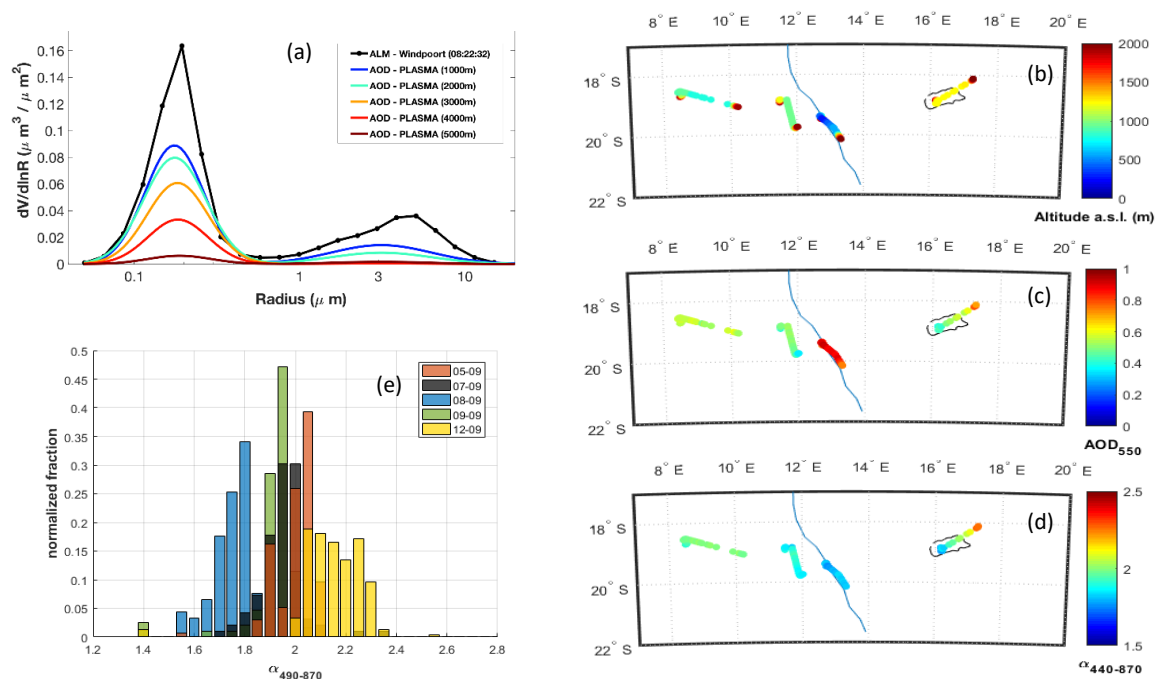 (a)
0.16
0.14
0.12
0.10
0.08
0.06
0.04
0.02
0
dV/dlnR (μ m³ / μ m²)
0.1
1
3
10
Radius (μ m)
ALM - Windpoort (08:22:32)
AOD - PLASMA (1000m)
AOD - PLASMA (2000m)
AOD - PLASMA (3000m)
AOD - PLASMA (4000m)
AOD - PLASMA (5000m)
8° E 10° E 12° E 14° E 16° E 18° E 20° E
(b)
18° S
20° S
22° S
2000
1500
1000
500
0
Altitude a.s.l. (m)
8° E 10° E 12° E 14° E 16° E 18° E 20° E
(c)
18° S
20° S
22° S
1
0.8
0.6
0.4
0.2
0
AOD₅₅₀
8° E 10° E 12° E 14° E 16° E 18° E 20° E
(d)
18° S
20° S
22° S
2.5
2
1.5
α₄₄₀₋₈₇₀
(e)
0.5
0.45
0.4
0.35
0.3
0.25
0.2
0.15
0.1
0.05
0
normalized fraction
1.2 1.4 1.6 1.8 2 2.2 2.4 2.6 2.8
α₄₉₀₋₈₇₀
05-09
07-09
08-09
09-09
12-09